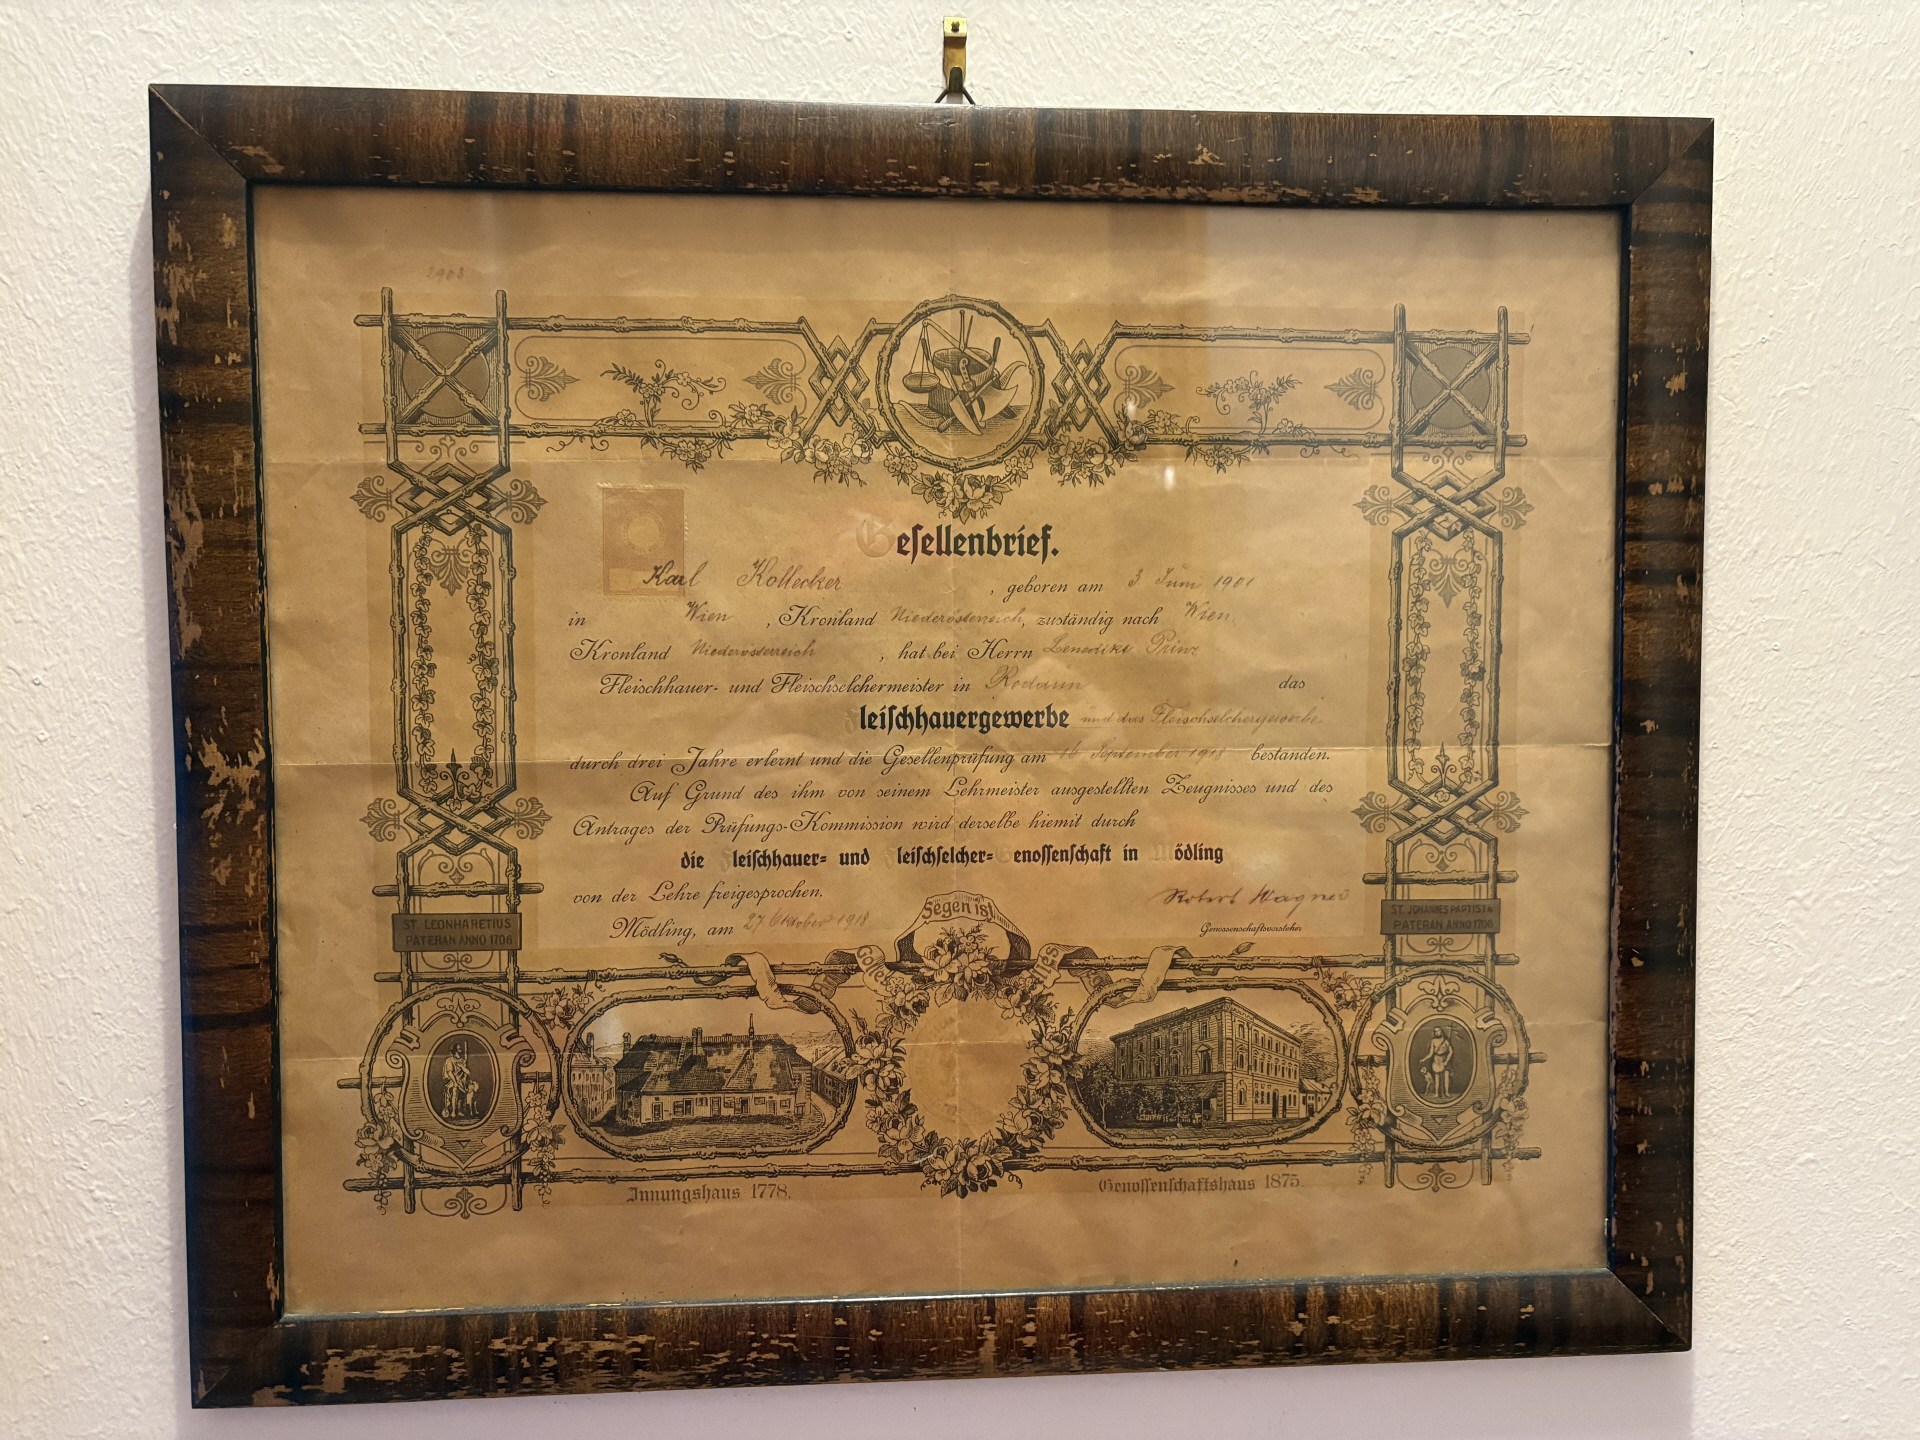 2903
Gesellenbrief.
Karl Kollecker, geboren am 3. Juni 1901
in Wien, Kronland Niederösterreich, zuständig nach Wien,
Kronland Niederösterreich, hat bei Herrn Benedikt Prinz
Fleischhauer- und Fleischselchermeister in Rodaun das
Fleischhauergewerbe und das Fleischselchergewerbe
durch drei Jahre erlernt und die Gesellenprüfung am 16. September 1918 bestanden.
Auf Grund des ihm von seinem Lehrmeister ausgestellten Zeugnisses und des
Antrages der Prüfungs-Kommission wird derselbe hiemit durch
die Fleischhauer- und Fleischselcher-Genossenschaft in Mödling
von der Lehre freigesprochen.
Mödling, am 27. Oktober 1918
Robert Wagner
Genossenschaftsvorsteher
ST. LEONHARETIUS
PATERAN ANNO 1706
ST. JOHANNES BAPTISTA
PATERAN ANNO 1706
Gottes Segen ist Alles
Innungshaus 1778.
Genossenschaftshaus 1875.